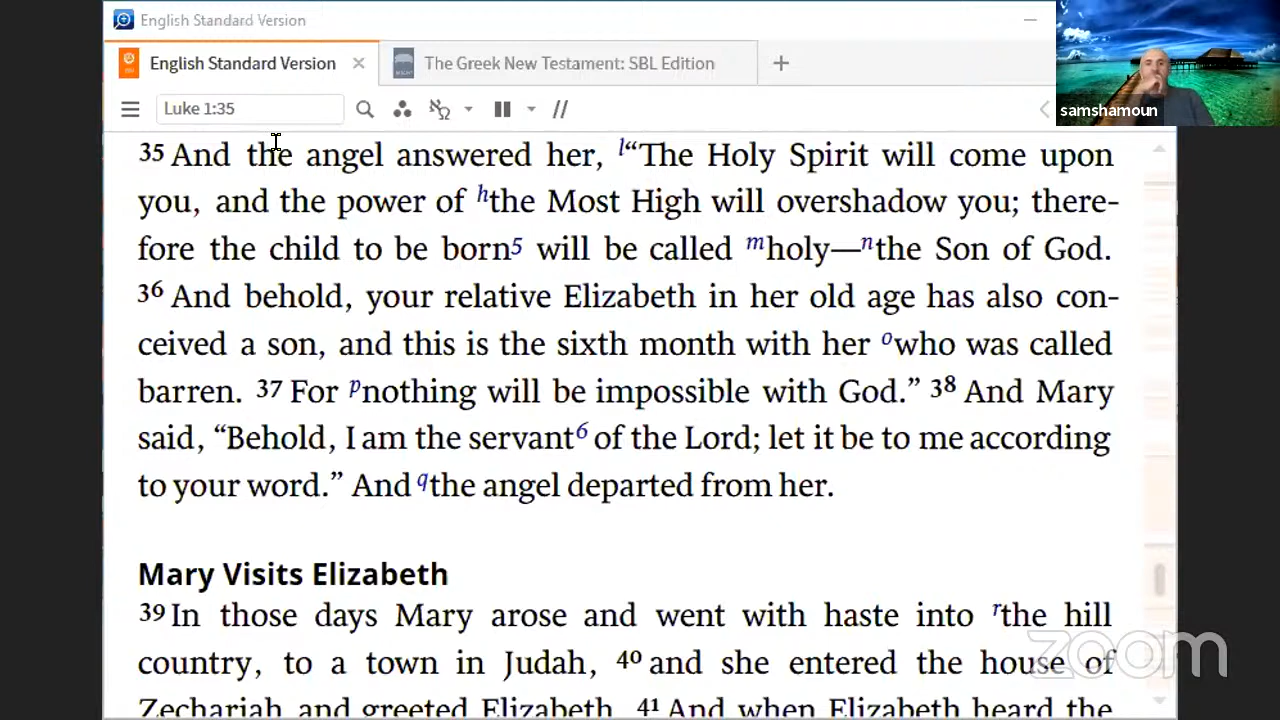 English Standard Version
English Standard Version
The Greek New Testament: SBL Edition
Luke 1:35
samshamoun
35 And the angel answered her, l“The Holy Spirit will come upon
you, and the power of hthe Most High will overshadow you; there-
fore the child to be born5 will be called mholy—nthe Son of God.
36 And behold, your relative Elizabeth in her old age has also con-
ceived a son, and this is the sixth month with her owho was called
barren. 37 For pnothing will be impossible with God.” 38 And Mary
said, “Behold, I am the servant6 of the Lord; let it be to me according
to your word.” And qthe angel departed from her.
Mary Visits Elizabeth
39 In those days Mary arose and went with haste into rthe hill
country, to a town in Judah, 40 and she entered the house of
Zechariah and greeted Elizabeth. 41 And when Elizabeth heard the
zoom